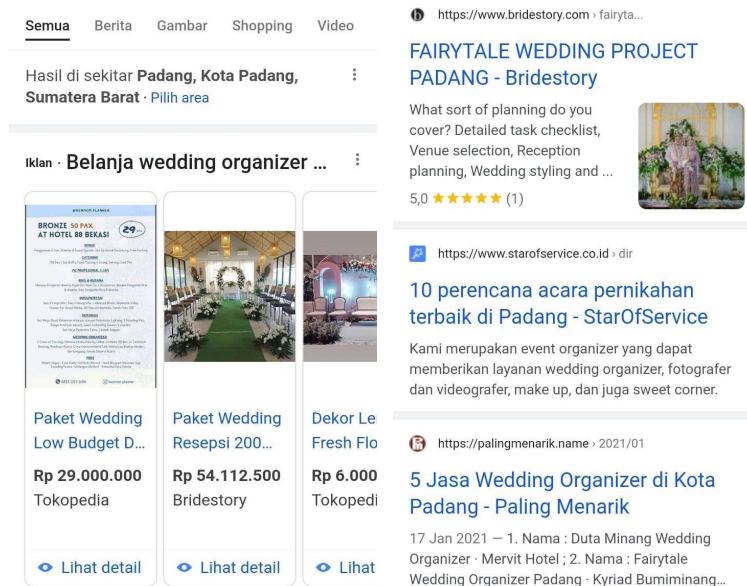 Semua Berita Gambar Shopping Video
Hasil di sekitar Padang, Kota Padang,
Sumatera Barat · Pilih area
Iklan · Belanja wedding organizer ...
BRONZE 50 PAX
AT HOTEL 88 BEKASI
29
Paket Wedding
Low Budget D...
Rp 29.000.000
Tokopedia
Lihat detail
Paket Wedding
Resepsi 200...
Rp 54.112.500
Bridestory
Lihat detail
Dekor Le
Fresh Flo
Rp 6.000
Tokopedi
Lihat
https://www.bridestory.com › fairyta...
FAIRYTALE WEDDING PROJECT
PADANG - Bridestory
What sort of planning do you
cover? Detailed task checklist,
Venue selection, Reception
planning, Wedding styling and ...
5,0 ★★★★★ (1)
https://www.starofservice.co.id › dir
10 perencana acara pernikahan
terbaik di Padang - StarOfService
Kami merupakan event organizer yang dapat
memberikan layanan wedding organizer, fotografer
dan videografer, make up, dan juga sweet corner.
https://palingmenarik.name › 2021/01
5 Jasa Wedding Organizer di Kota
Padang - Paling Menarik
17 Jan 2021 — 1. Nama : Duta Minang Wedding
Organizer · Mervit Hotel ; 2. Nama : Fairytale
Wedding Organizer Padang · Kyriad Bumiminang...